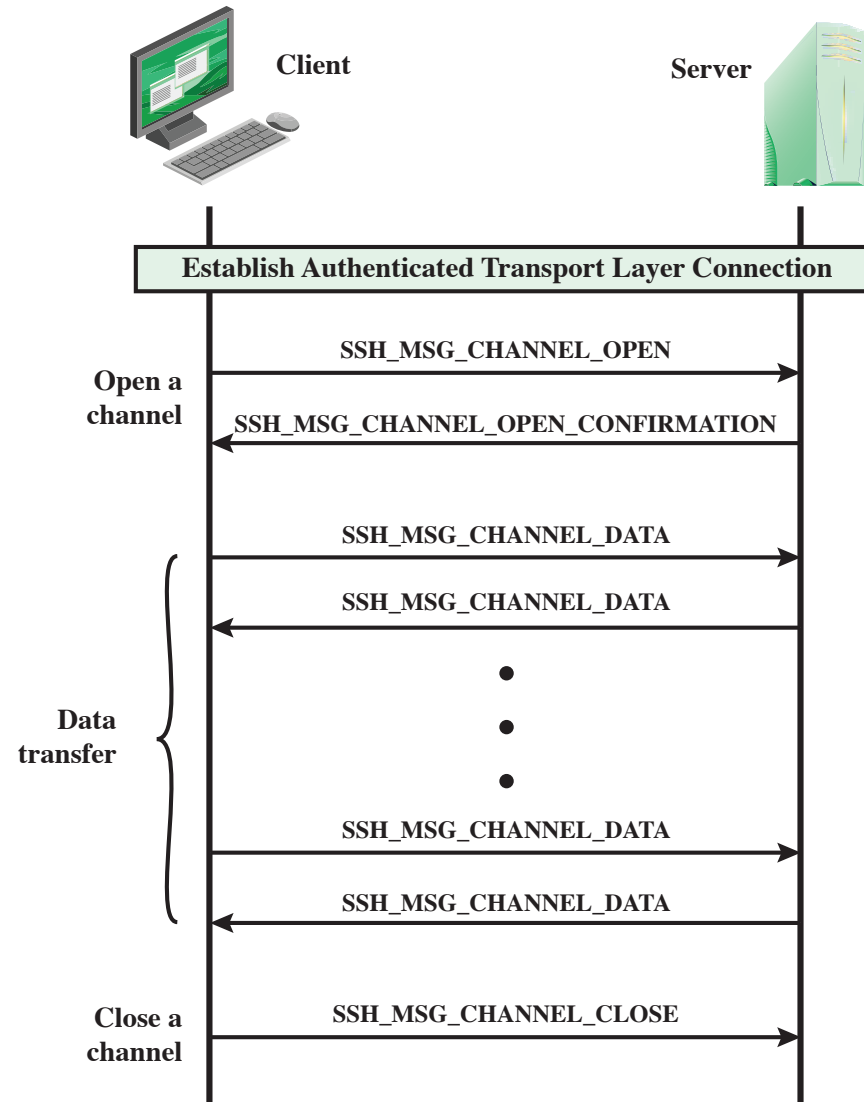 Client
Server
Establish Authenticated Transport Layer Connection
SSH_MSG_CHANNEL_OPEN
Open a
channel
SSH_MSG_CHANNEL_OPEN_CONFIRMATION
SSH_MSG_CHANNEL_DATA
SSH_MSG_CHANNEL_DATA
Data
transfer
SSH_MSG_CHANNEL_DATA
SSH_MSG_CHANNEL_DATA
Close a
channel
SSH_MSG_CHANNEL_CLOSE